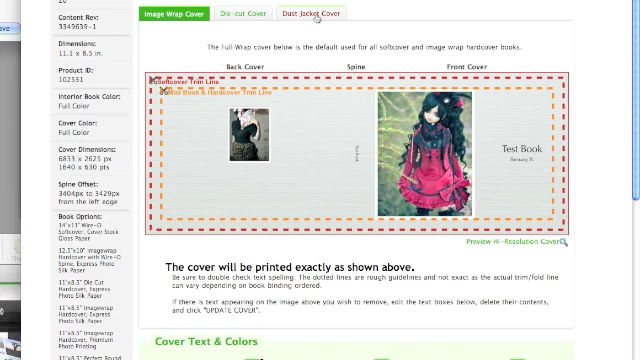 Content Rev:
3349639-1
Dimensions:
11.1 x 8.5 in.
Product ID:
102531
Interior Book Color:
Full Color
Cover Color:
Full Color
Cover Dimensions:
6833 x 2625 px
1640 x 630 pts
Spine Offset:
3404px to 3429px
from the left edge
Book Options:
14"x11" Wire-O
Softcover, Cover Stock
Gloss Paper
12.5"x10" Imagewrap
Hardcover with Wire-O
Spine, Express Photo
Silk Paper
11"x8.5" Die Cut
Hardcover, Express
Photo Silk Paper
11"x8.5" Imagewrap
Hardcover, Express
Photo Silk Paper
11"x8.5" Imagewrap
Hardcover, Premium
Photo Printing
11"x8.5" Perfect Bound
Image Wrap Cover
Die-cut Cover
Dust Jacket Cover
The Full Wrap cover below is the default used for all softcover and image wrap hardcover books.
Back Cover
Spine
Front Cover
Softcover Trim Line
Mini Book & Hardcover Trim Line
Test Book
Test Book
Preview Hi-Resolution Cover
The cover will be printed exactly as shown above.
Be sure to double check text spelling. The dotted lines are rough guidelines and not exact as the actual trim/fold line
can vary depending on book binding ordered.
If there is text appearing on the image above you wish to remove, edit the text boxes below, delete their contents,
and click "UPDATE COVER".
Cover Text & Colors